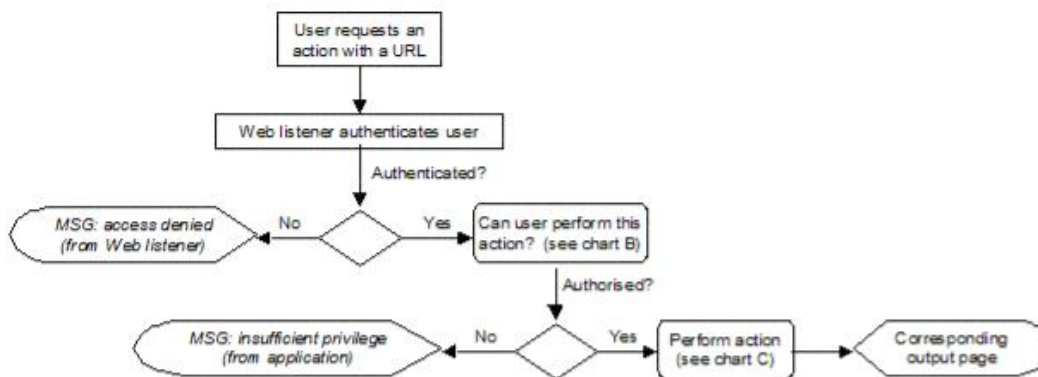 User requests an
action with a URL
Web listener authenticates user
Authenticated?
MSG: access denied
(from Web listener)
No
Yes
Can user perform this
action? (see chart B)
Authorised?
MSG: insufficient privilege
(from application)
No
Yes
Perform action
(see chart C)
Corresponding
output page